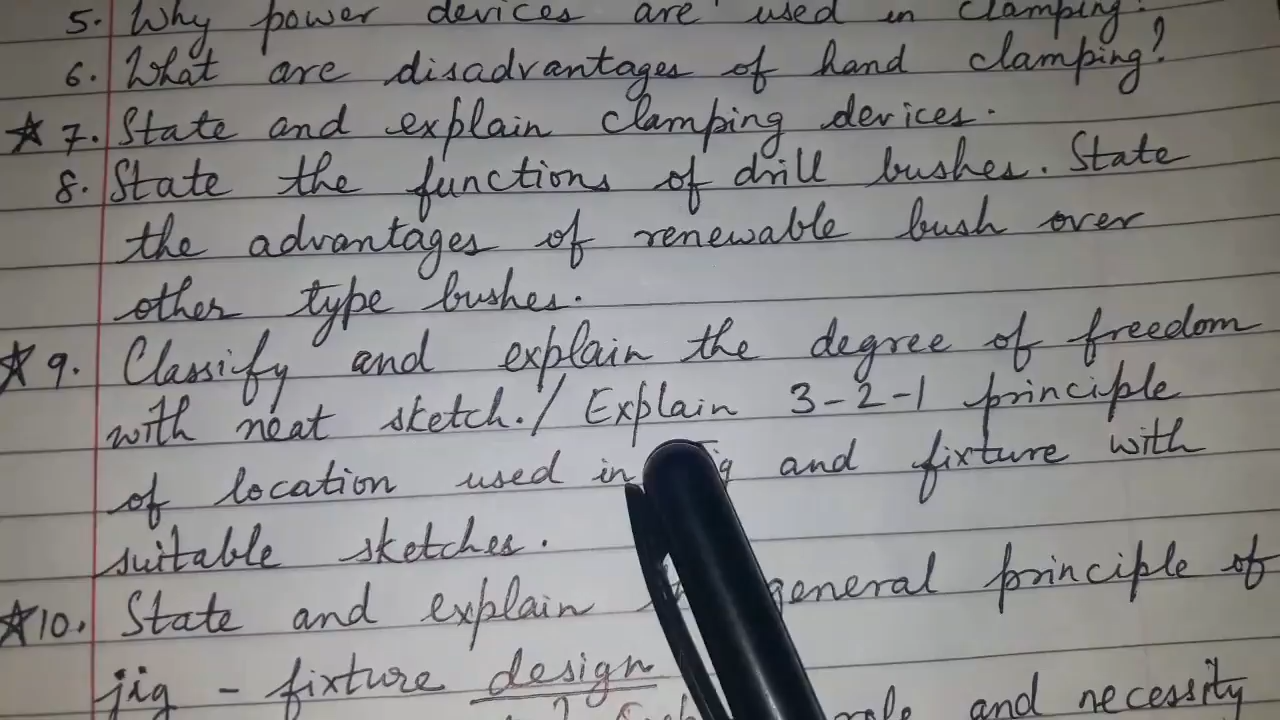 5. Why power devices are used in clamping.
6. What are disadvantages of hand clamping?
★ 7. State and explain clamping devices.
8. State the functions of drill bushes. State
the advantages of renewable bush over
other type bushes.
★ 9. Classify and explain the degree of freedom
with neat sketch. / Explain 3-2-1 principle
of location used in and fixture with
suitable sketches.
★ 10. State and explain general principle of
jig - fixture design
and necessity